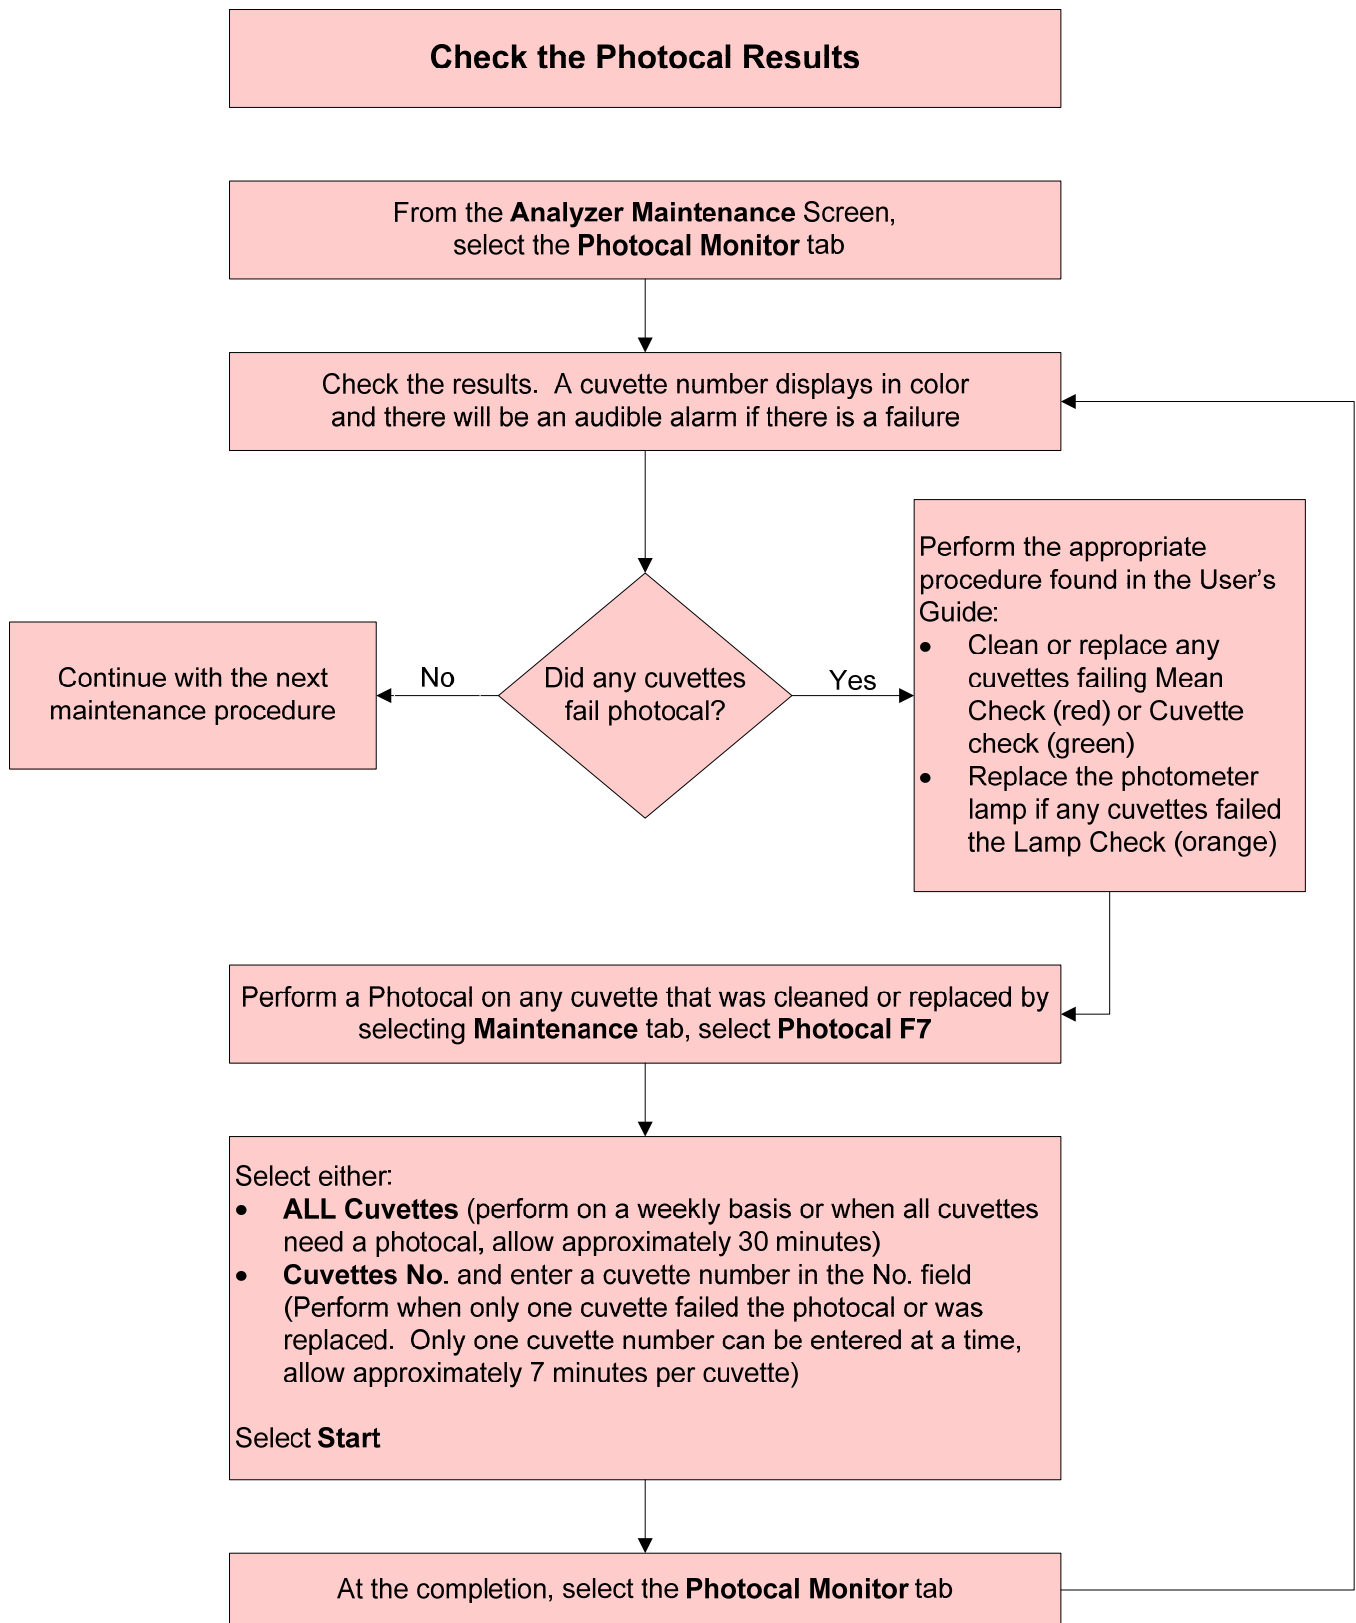 Check the Photocal Results
From the Analyzer Maintenance Screen,
select the Photocal Monitor tab
Check the results.  A cuvette number displays in color
and there will be an audible alarm if there is a failure
Did any cuvettes
fail photocal?
No
Continue with the next
maintenance procedure
Yes
Perform the appropriate
procedure found in the User’s
Guide:
• Clean or replace any
cuvettes failing Mean
Check (red) or Cuvette
check (green)
• Replace the photometer
lamp if any cuvettes failed
the Lamp Check (orange)
Perform a Photocal on any cuvette that was cleaned or replaced by
selecting Maintenance tab, select Photocal F7
Select either:
• ALL Cuvettes (perform on a weekly basis or when all cuvettes
need a photocal, allow approximately 30 minutes)
• Cuvettes No. and enter a cuvette number in the No. field
(Perform when only one cuvette failed the photocal or was
replaced.  Only one cuvette number can be entered at a time,
allow approximately 7 minutes per cuvette)
Select Start
At the completion, select the Photocal Monitor tab